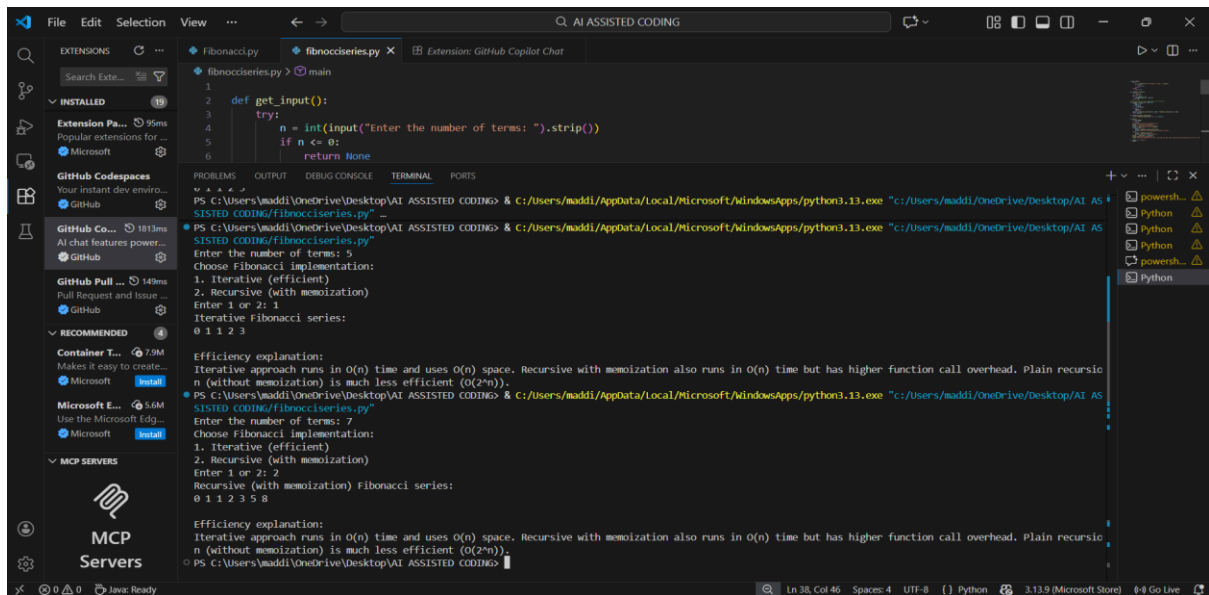 File Edit Selection View ··· AI ASSISTED CODING
EXTENSIONS
Search Exte...
INSTALLED 19
Extension Pa... 95ms
Popular extensions for ...
Microsoft
GitHub Codespaces
Your instant dev enviro...
GitHub
GitHub Co... 1813ms
AI chat features power...
GitHub
GitHub Pull ... 149ms
Pull Request and Issue ...
GitHub
RECOMMENDED 4
Container T... 7.9M
Makes it easy to create...
Microsoft Install
Microsoft E... 5.6M
Use the Microsoft Edg...
Microsoft Install
MCP SERVERS
MCP
Servers
Fibonacci.py fibnocciseries.py Extension: GitHub Copilot Chat
fibnocciseries.py > main
1
2 def get_input():
3 try:
4 n = int(input("Enter the number of terms: ").strip())
5 if n <= 0:
6 return None
PROBLEMS OUTPUT DEBUG CONSOLE TERMINAL PORTS
PS C:\Users\maddi\OneDrive\Desktop\AI ASSISTED CODING> & C:/Users/maddi/AppData/Local/Microsoft/WindowsApps/python3.13.exe "c:/Users/maddi/OneDrive/Desktop/AI AS
SISTED CODING/fibnocciseries.py" …
PS C:\Users\maddi\OneDrive\Desktop\AI ASSISTED CODING> & C:/Users/maddi/AppData/Local/Microsoft/WindowsApps/python3.13.exe "c:/Users/maddi/OneDrive/Desktop/AI AS
SISTED CODING/fibnocciseries.py"
Enter the number of terms: 5
Choose Fibonacci implementation:
1. Iterative (efficient)
2. Recursive (with memoization)
Enter 1 or 2: 1
Iterative Fibonacci series:
0 1 1 2 3
Efficiency explanation:
Iterative approach runs in O(n) time and uses O(n) space. Recursive with memoization also runs in O(n) time but has higher function call overhead. Plain recursio
n (without memoization) is much less efficient (O(2^n)).
PS C:\Users\maddi\OneDrive\Desktop\AI ASSISTED CODING> & C:/Users/maddi/AppData/Local/Microsoft/WindowsApps/python3.13.exe "c:/Users/maddi/OneDrive/Desktop/AI AS
SISTED CODING/fibnocciseries.py"
Enter the number of terms: 7
Choose Fibonacci implementation:
1. Iterative (efficient)
2. Recursive (with memoization)
Enter 1 or 2: 2
Recursive (with memoization) Fibonacci series:
0 1 1 2 3 5 8
Efficiency explanation:
Iterative approach runs in O(n) time and uses O(n) space. Recursive with memoization also runs in O(n) time but has higher function call overhead. Plain recursio
n (without memoization) is much less efficient (O(2^n)).
PS C:\Users\maddi\OneDrive\Desktop\AI ASSISTED CODING>
powersh...
Python
Python
Python
powersh...
Python
0 0 Java: Ready Ln 38, Col 46 Spaces: 4 UTF-8 {} Python 3.13.9 (Microsoft Store) Go Live